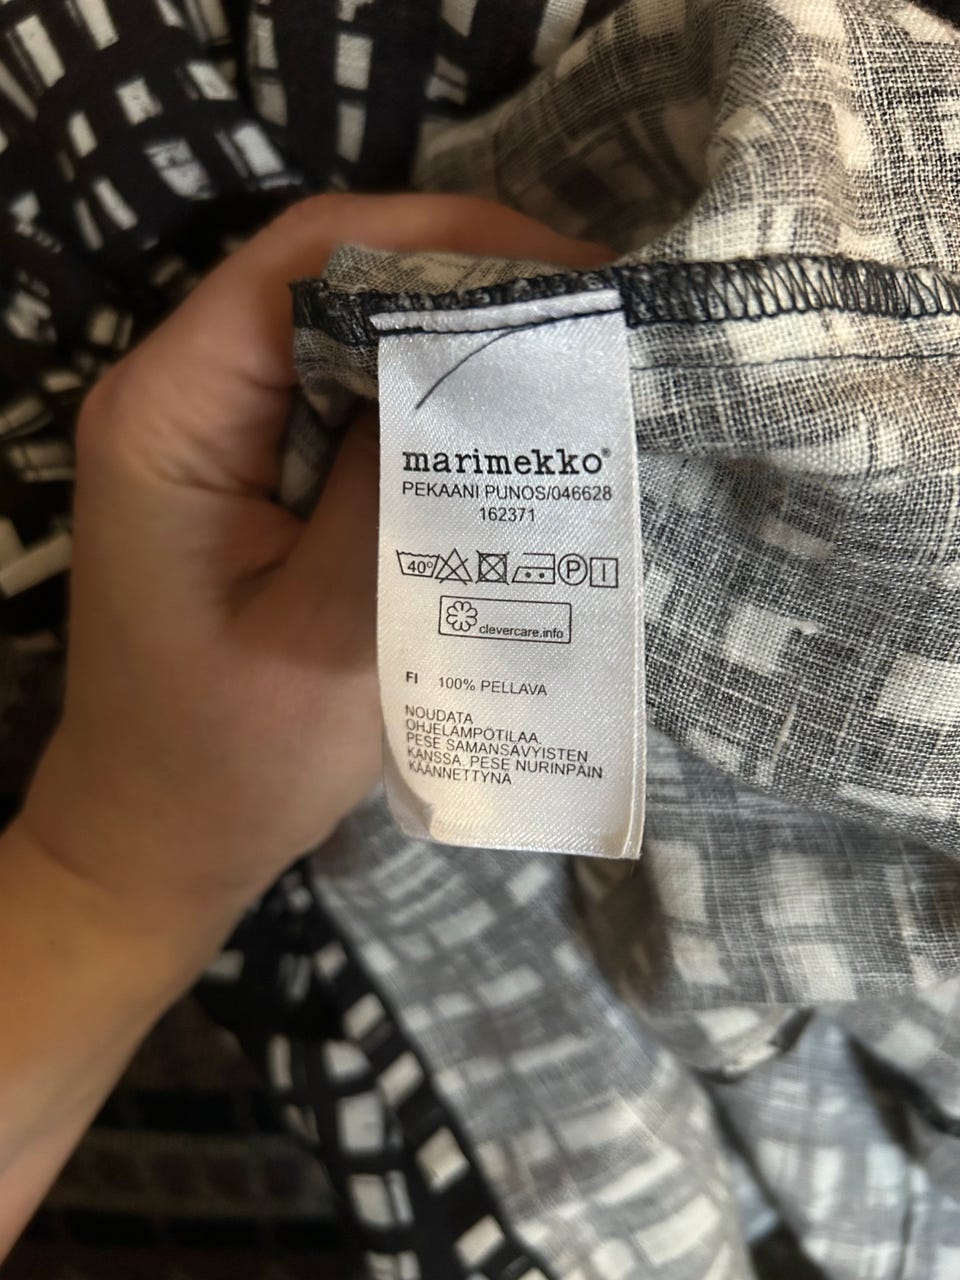 marimekko®
PEKAANI PUNOS/046628
162371
40° P
clevercare.info
FI 100% PELLAVA
NOUDATA
OHJELÄMPÖTILAA.
PESE SAMANSÄVYISTEN
KANSSA. PESE NURINPÄIN
KÄÄNNETTYNÄ